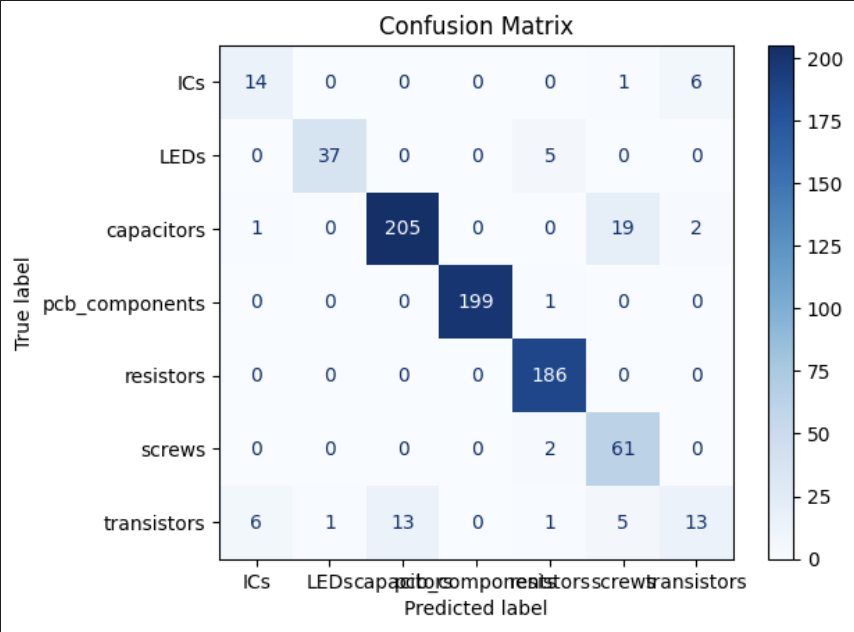 Confusion Matrix
True label
ICs 14 0 0 0 0 1 6
LEDs 0 37 0 0 5 0 0
capacitors 1 0 205 0 0 19 2
pcb_components 0 0 0 199 1 0 0
resistors 0 0 0 0 186 0 0
screws 0 0 0 0 2 61 0
transistors 6 1 13 0 1 5 13
ICs LEDs capacitors pcb_components resistors screws transistors
Predicted label
200
175
150
125
100
75
50
25
0